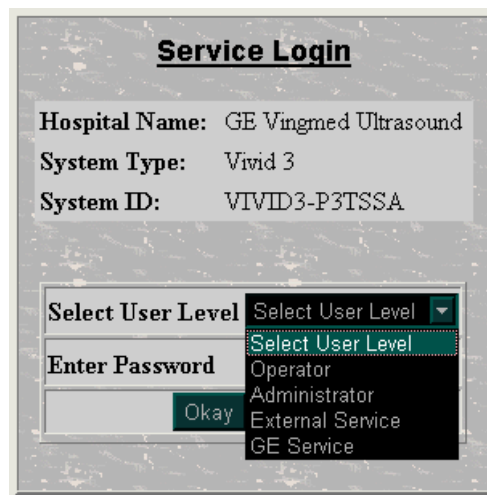 Service Login
Hospital Name: GE Vingmed Ultrasound
System Type: Vivid 3
System ID: VIVID3-P3TSSA
Select User Level Select User Level
Select User Level
Enter Password
Operator
Administrator
Okay
External Service
GE Service